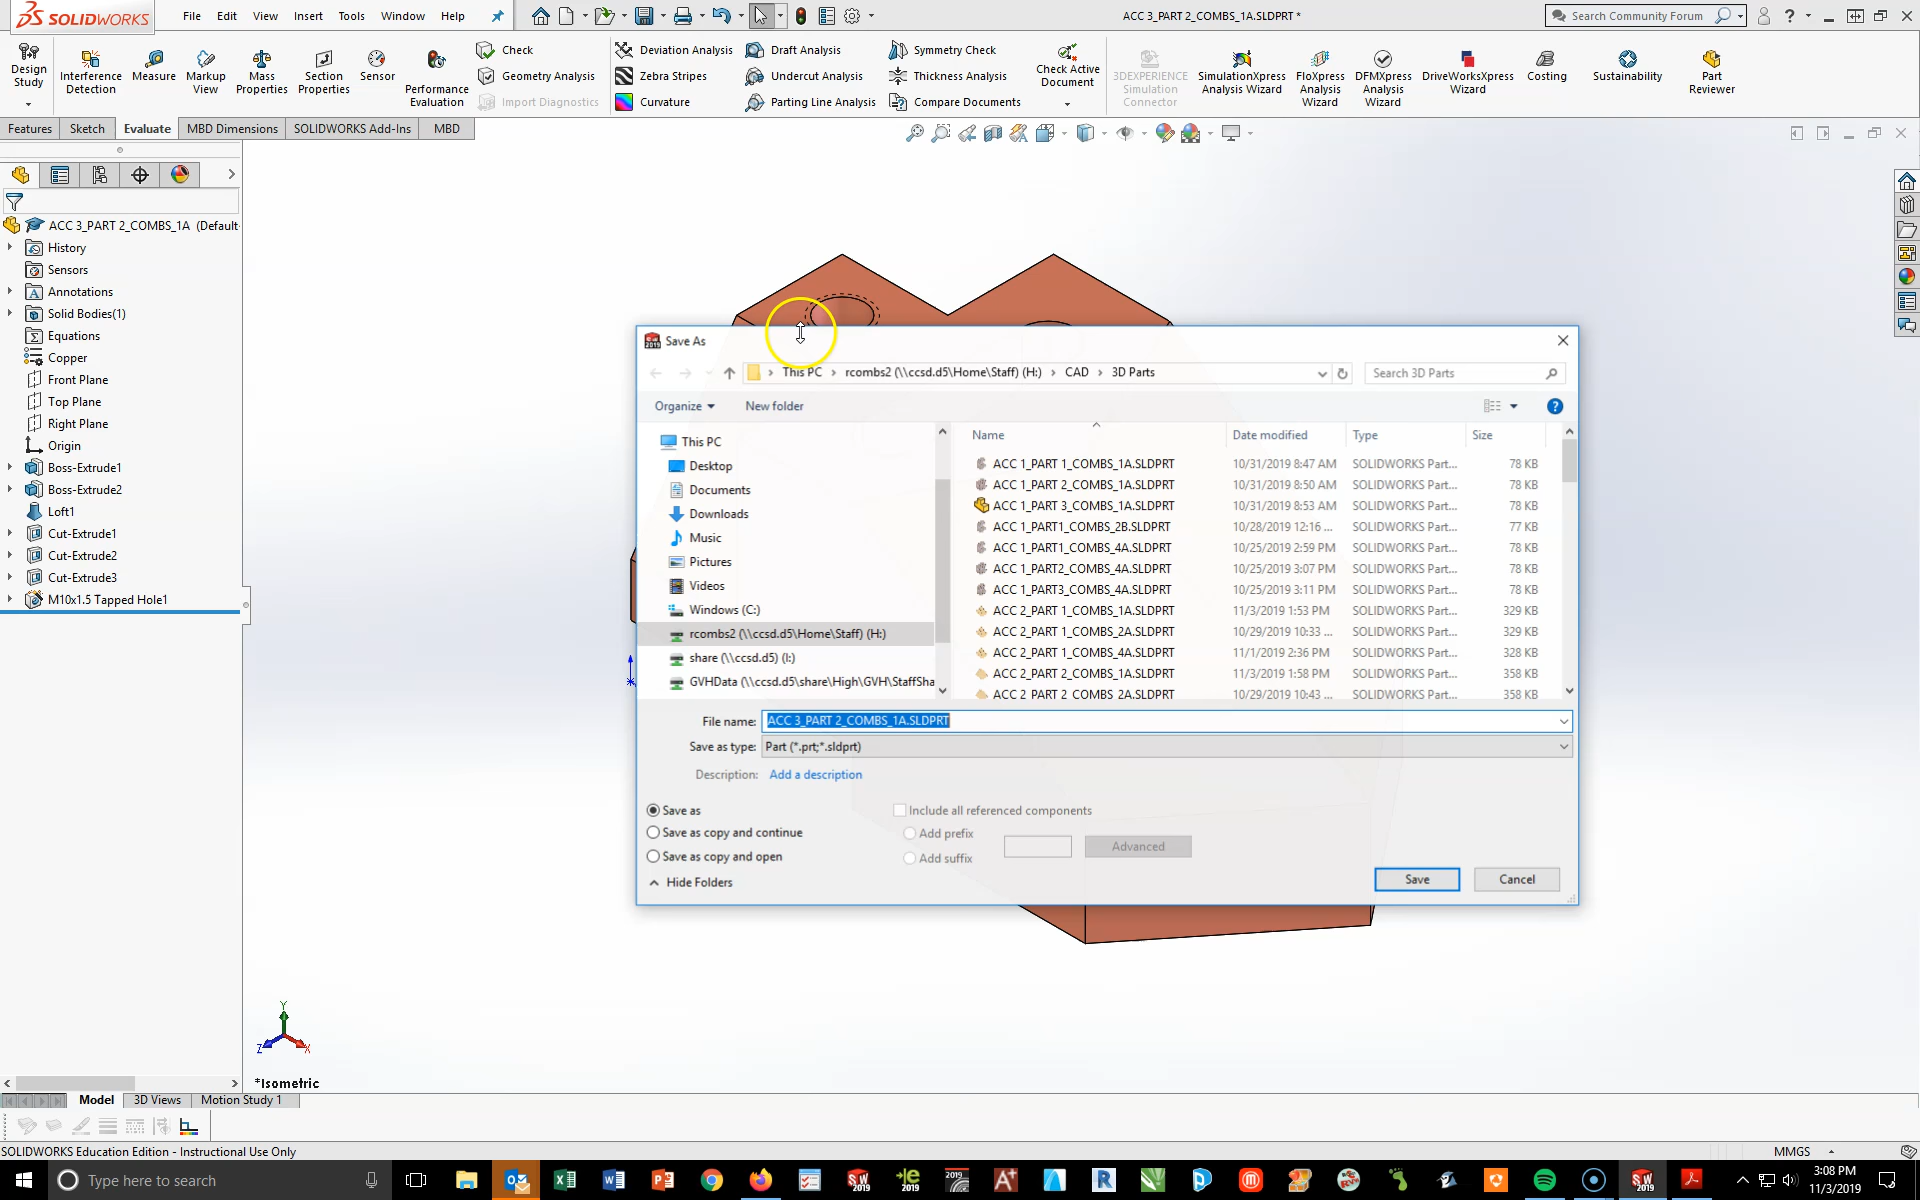 SOLIDWORKS
File Edit View Insert Tools Window Help
ACC 3_PART 2_COMBS_1A.SLDPRT *
Search Community Forum
Design Study
Interference Detection
Measure
Markup View
Mass Properties
Section Properties
Sensor
Performance Evaluation
Check
Geometry Analysis
Import Diagnostics
Deviation Analysis
Zebra Stripes
Curvature
Draft Analysis
Undercut Analysis
Parting Line Analysis
Symmetry Check
Thickness Analysis
Compare Documents
Check Active Document
3DEXPERIENCE Simulation Connector
SimulationXpress Analysis Wizard
FloXpress Analysis Wizard
DFMXpress Analysis Wizard
DriveWorksXpress Wizard
Costing
Sustainability
Part Reviewer
Features Sketch Evaluate MBD Dimensions SOLIDWORKS Add-Ins MBD
ACC 3_PART 2_COMBS_1A (Default
History
Sensors
Annotations
Solid Bodies(1)
Equations
Copper
Front Plane
Top Plane
Right Plane
Origin
Boss-Extrude1
Boss-Extrude2
Loft1
Cut-Extrude1
Cut-Extrude2
Cut-Extrude3
M10x1.5 Tapped Hole1
Save As
This PC › rcombs2 (\\ccsd.d5\Home\Staff) (H:) › CAD › 3D Parts
Search 3D Parts
Organize New folder
This PC
Desktop
Documents
Downloads
Music
Pictures
Videos
Windows (C:)
rcombs2 (\\ccsd.d5\Home\Staff) (H:)
share (\\ccsd.d5) (I:)
GVHData (\\ccsd.d5\share\High\GVH\StaffSha
Name Date modified Type Size
ACC 1_PART 1_COMBS_1A.SLDPRT 10/31/2019 8:47 AM SOLIDWORKS Part... 78 KB
ACC 1_PART 2_COMBS_1A.SLDPRT 10/31/2019 8:50 AM SOLIDWORKS Part... 78 KB
ACC 1_PART 3_COMBS_1A.SLDPRT 10/31/2019 8:53 AM SOLIDWORKS Part... 78 KB
ACC 1_PART1_COMBS_2B.SLDPRT 10/28/2019 12:16 ... SOLIDWORKS Part... 77 KB
ACC 1_PART1_COMBS_4A.SLDPRT 10/25/2019 2:59 PM SOLIDWORKS Part... 78 KB
ACC 1_PART2_COMBS_4A.SLDPRT 10/25/2019 3:07 PM SOLIDWORKS Part... 78 KB
ACC 1_PART3_COMBS_4A.SLDPRT 10/25/2019 3:11 PM SOLIDWORKS Part... 78 KB
ACC 2_PART 1_COMBS_1A.SLDPRT 11/3/2019 1:53 PM SOLIDWORKS Part... 329 KB
ACC 2_PART 1_COMBS_2A.SLDPRT 10/29/2019 10:33 ... SOLIDWORKS Part... 329 KB
ACC 2_PART 1_COMBS_4A.SLDPRT 11/1/2019 2:36 PM SOLIDWORKS Part... 328 KB
ACC 2_PART 2_COMBS_1A.SLDPRT 11/3/2019 1:58 PM SOLIDWORKS Part... 358 KB
ACC 2_PART 2_COMBS_2A.SLDPRT 10/29/2019 10:43 ... SOLIDWORKS Part... 358 KB
File name: ACC 3_PART 2_COMBS_1A.SLDPRT
Save as type: Part (*.prt;*.sldprt)
Description: Add a description
Save as
Save as copy and continue
Save as copy and open
Include all referenced components
Add prefix
Add suffix
Advanced
Hide Folders
Save Cancel
Y
Z X
*Isometric
Model 3D Views Motion Study 1
SOLIDWORKS Education Edition - Instructional Use Only
MMGS
Type here to search
3:08 PM
11/3/2019